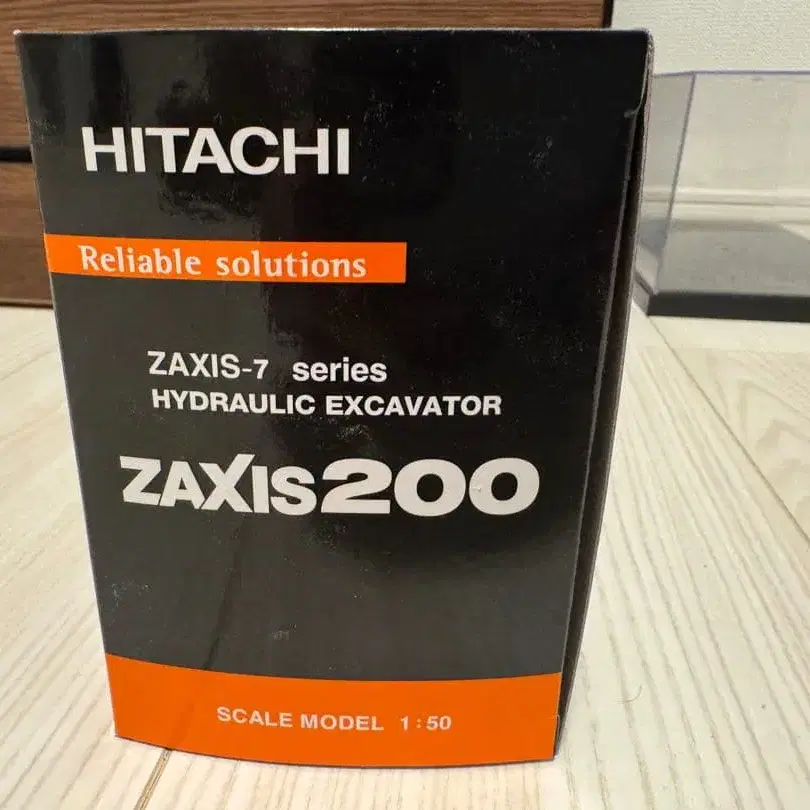 HITACHI
Reliable solutions
ZAXIS-7 series
HYDRAULIC EXCAVATOR
ZAXIS200
SCALE MODEL 1:50